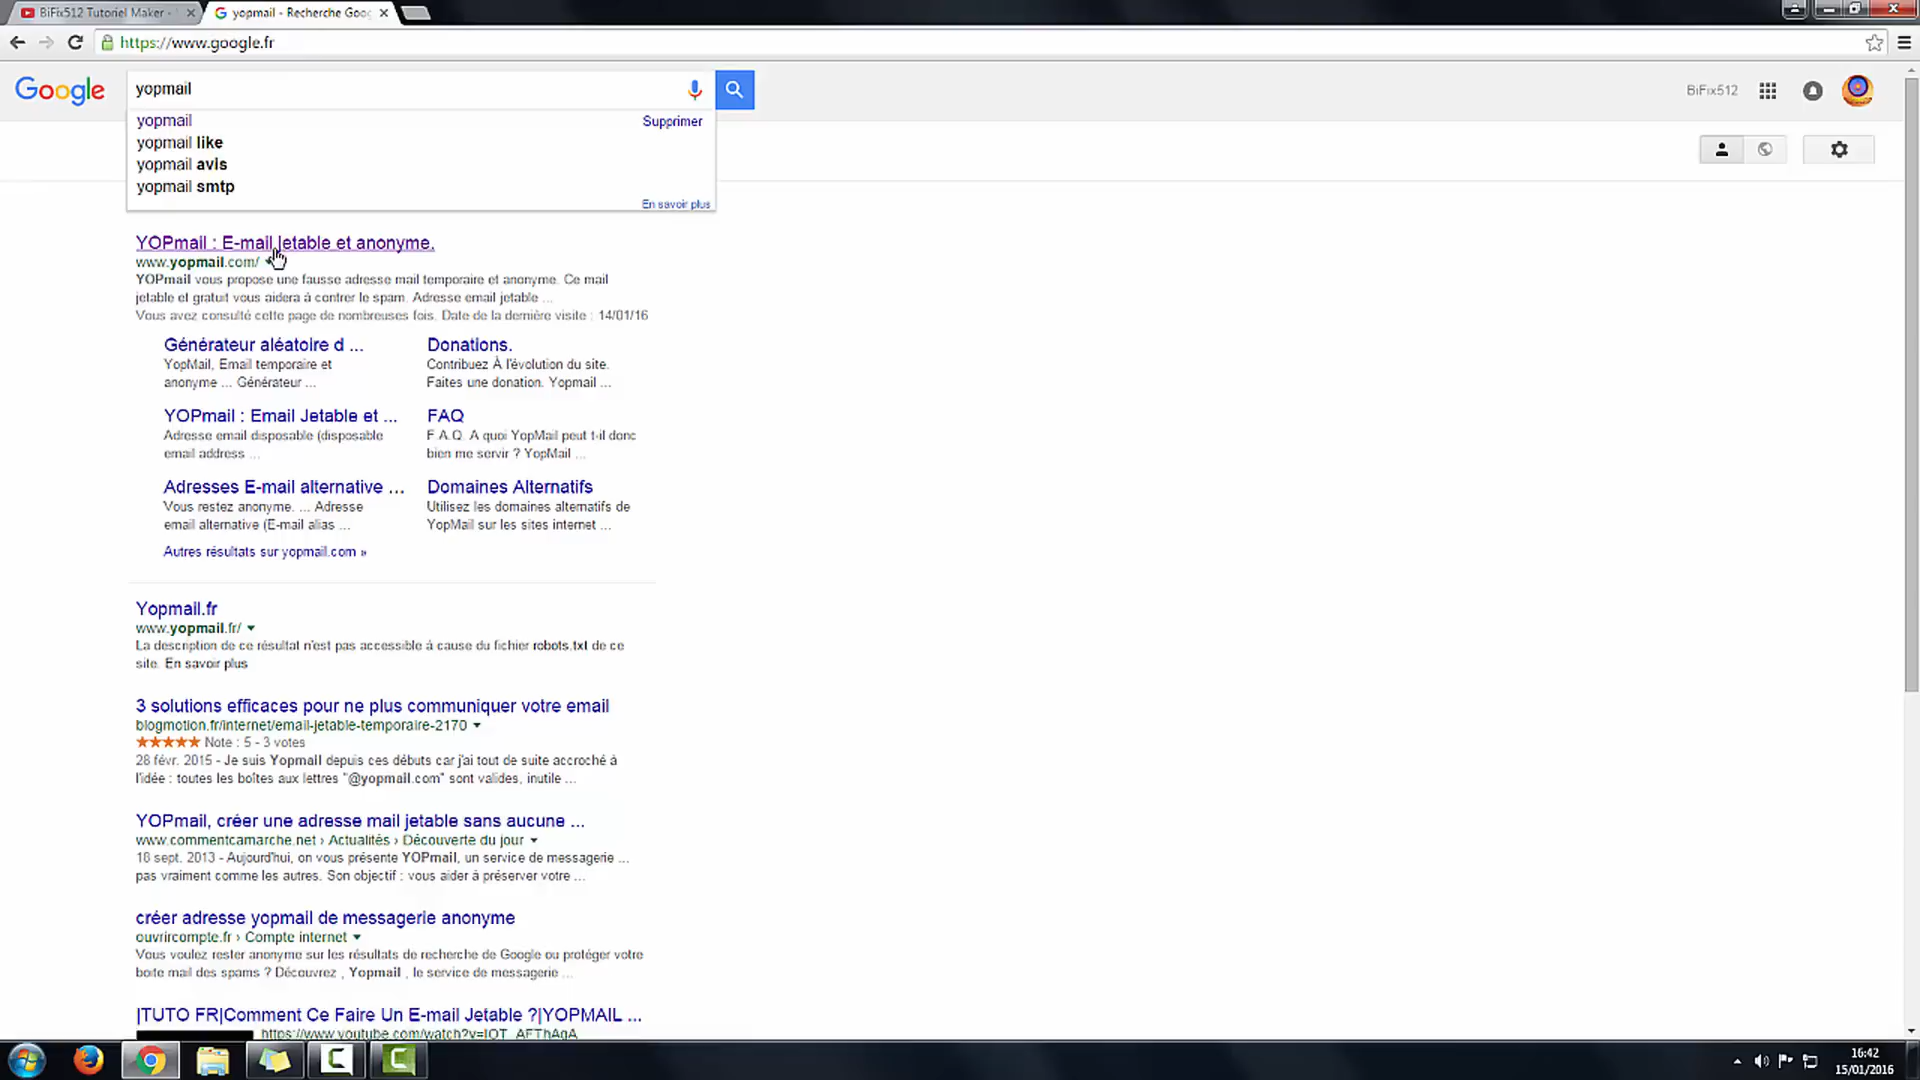 BiFix512 Tutoriel Maker -
yopmail - Recherche Goo
https://www.google.fr
Google
yopmail
BiFix512
yopmail
Supprimer
yopmail like
yopmail avis
yopmail smtp
En savoir plus
YOPmail : E-mail jetable et anonyme.
www.yopmail.com/
YOPmail vous propose une fausse adresse mail temporaire et anonyme. Ce mail
jetable et gratuit vous aidera à contrer le spam. Adresse email jetable ...
Vous avez consulté cette page de nombreuses fois. Date de la dernière visite : 14/01/16
Générateur aléatoire d ...
YopMail, Email temporaire et
anonyme ... Générateur ...
Donations.
Contribuez À l'évolution du site.
Faites une donation. Yopmail ...
YOPmail : Email Jetable et ...
Adresse email disposable (disposable
email address ...
FAQ
F.A.Q. A quoi YopMail peut t-il donc
bien me servir ? YopMail ...
Adresses E-mail alternative ...
Vous restez anonyme. ... Adresse
email alternative (E-mail alias ...
Domaines Alternatifs
Utilisez les domaines alternatifs de
YopMail sur les sites internet ...
Autres résultats sur yopmail.com »
Yopmail.fr
www.yopmail.fr/
La description de ce résultat n'est pas accessible à cause du fichier robots.txt de ce
site. En savoir plus
3 solutions efficaces pour ne plus communiquer votre email
blogmotion.fr/internet/email-jetable-temporaire-2170
Note : 5 - 3 votes
28 févr. 2015 - Je suis Yopmail depuis ces débuts car j'ai tout de suite accroché à
l'idée : toutes les boîtes aux lettres "@yopmail.com" sont valides, inutile ...
YOPmail, créer une adresse mail jetable sans aucune ...
www.commentcamarche.net › Actualités › Découverte du jour
18 sept. 2013 - Aujourd'hui, on vous présente YOPmail, un service de messagerie ...
pas vraiment comme les autres. Son objectif : vous aider à préserver votre ...
créer adresse yopmail de messagerie anonyme
ouvrircompte.fr › Compte internet
Vous voulez rester anonyme sur les résultats de recherche de Google ou protéger votre
boite mail des spams ? Découvrez , Yopmail , le service de messagerie ...
|TUTO FR|Comment Ce Faire Un E-mail Jetable ?|YOPMAIL ...
https://www.youtube.com/watch?v=IOT_AFThAgA
16:42
15/01/2016